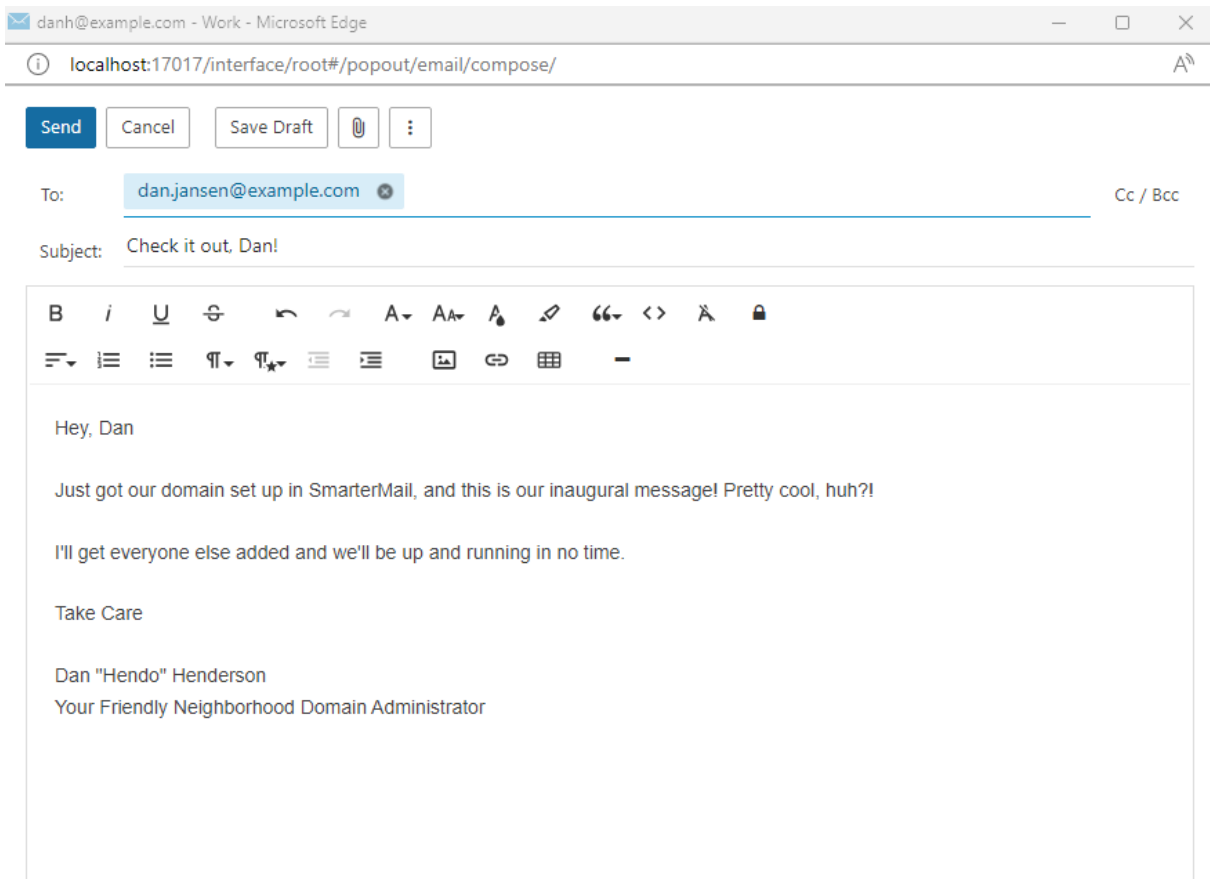 danh@example.com - Work - Microsoft Edge
localhost:17017/interface/root#/popout/email/compose/
Send Cancel Save Draft
To: dan.jansen@example.com Cc / Bcc
Subject: Check it out, Dan!
Hey, Dan
Just got our domain set up in SmarterMail, and this is our inaugural message! Pretty cool, huh?!
I'll get everyone else added and we'll be up and running in no time.
Take Care
Dan "Hendo" Henderson
Your Friendly Neighborhood Domain Administrator